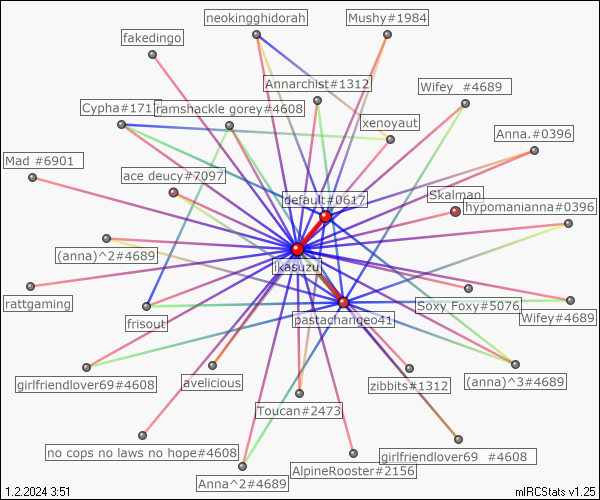 neokingghidorah
Mushy#1984
fakedingo
Annarchist#1312
Wifey #4689
Cypha#1717
ramshackle gorey#4608
xenoyaut
Anna.#0396
Mad #6901
ace deucy#7097
default#0617
Skalman
hypomanianna#0396
(anna)^2#4689
ikasuzu
rattgaming
frisout
pastachangeo41
Soxy Foxy#5076
Wifey#4689
girlfriendlover69#4608
avelicious
zibbits#1312
(anna)^3#4689
Toucan#2473
no cops no laws no hope#4608
girlfriendlover69 #4608
Anna^2#4689
AlpineRooster#2156
1.2.2024 3:51
mIRCStats v1.25